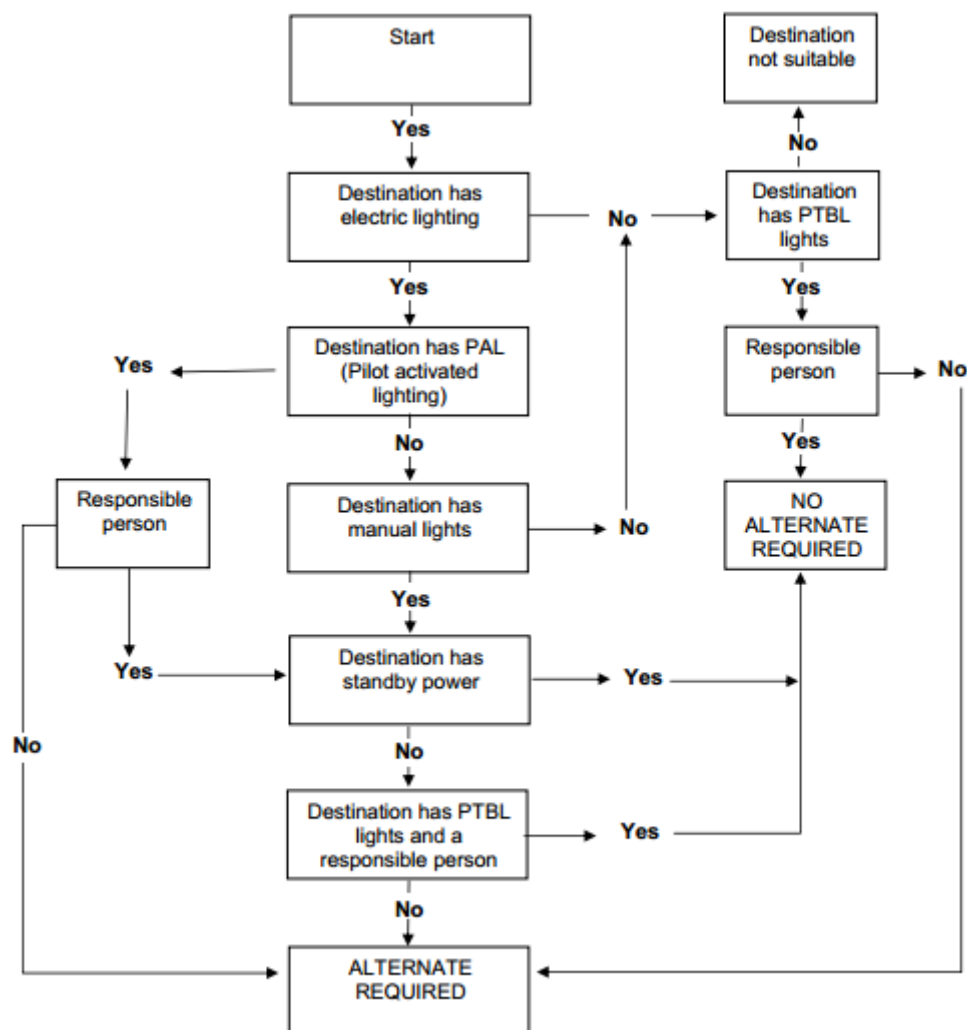 Start
Destination
not suitable
Yes
No
Destination has
electric lighting
No
Destination
has PTBL
lights
Yes
Yes
Yes
Destination has PAL
(Pilot activated
lighting)
Responsible
person
No
No
Yes
Responsible
person
Destination has
manual lights
No
NO
ALTERNATE
REQUIRED
Yes
Yes
Destination has
standby power
Yes
No
No
Destination has PTBL
lights and a
responsible person
Yes
No
ALTERNATE
REQUIRED